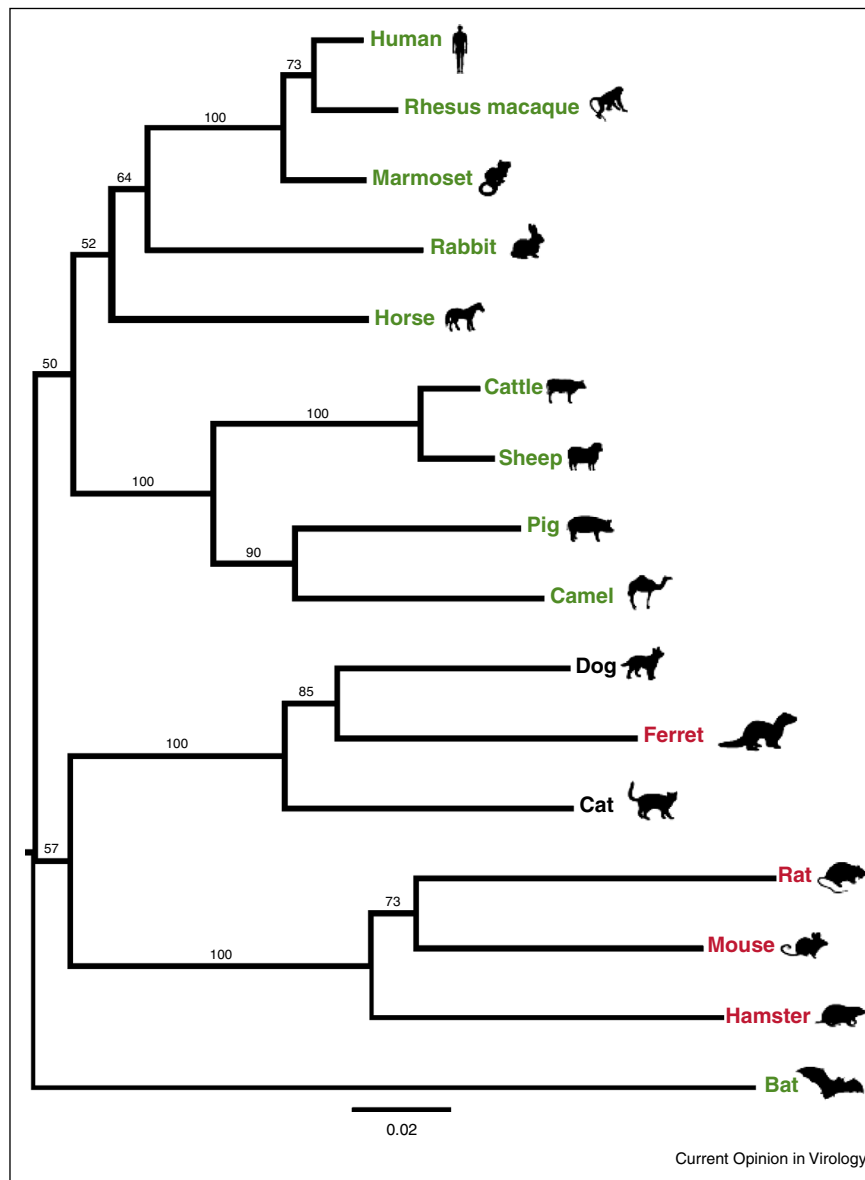 Human
73
Rhesus macaque
100
Marmoset
64
Rabbit
52
Horse
50
Cattle
100
Sheep
100
Pig
90
Camel
Dog
85
Ferret
100
Cat
57
Rat
73
Mouse
100
Hamster
Bat
0.02
Current Opinion in Virology